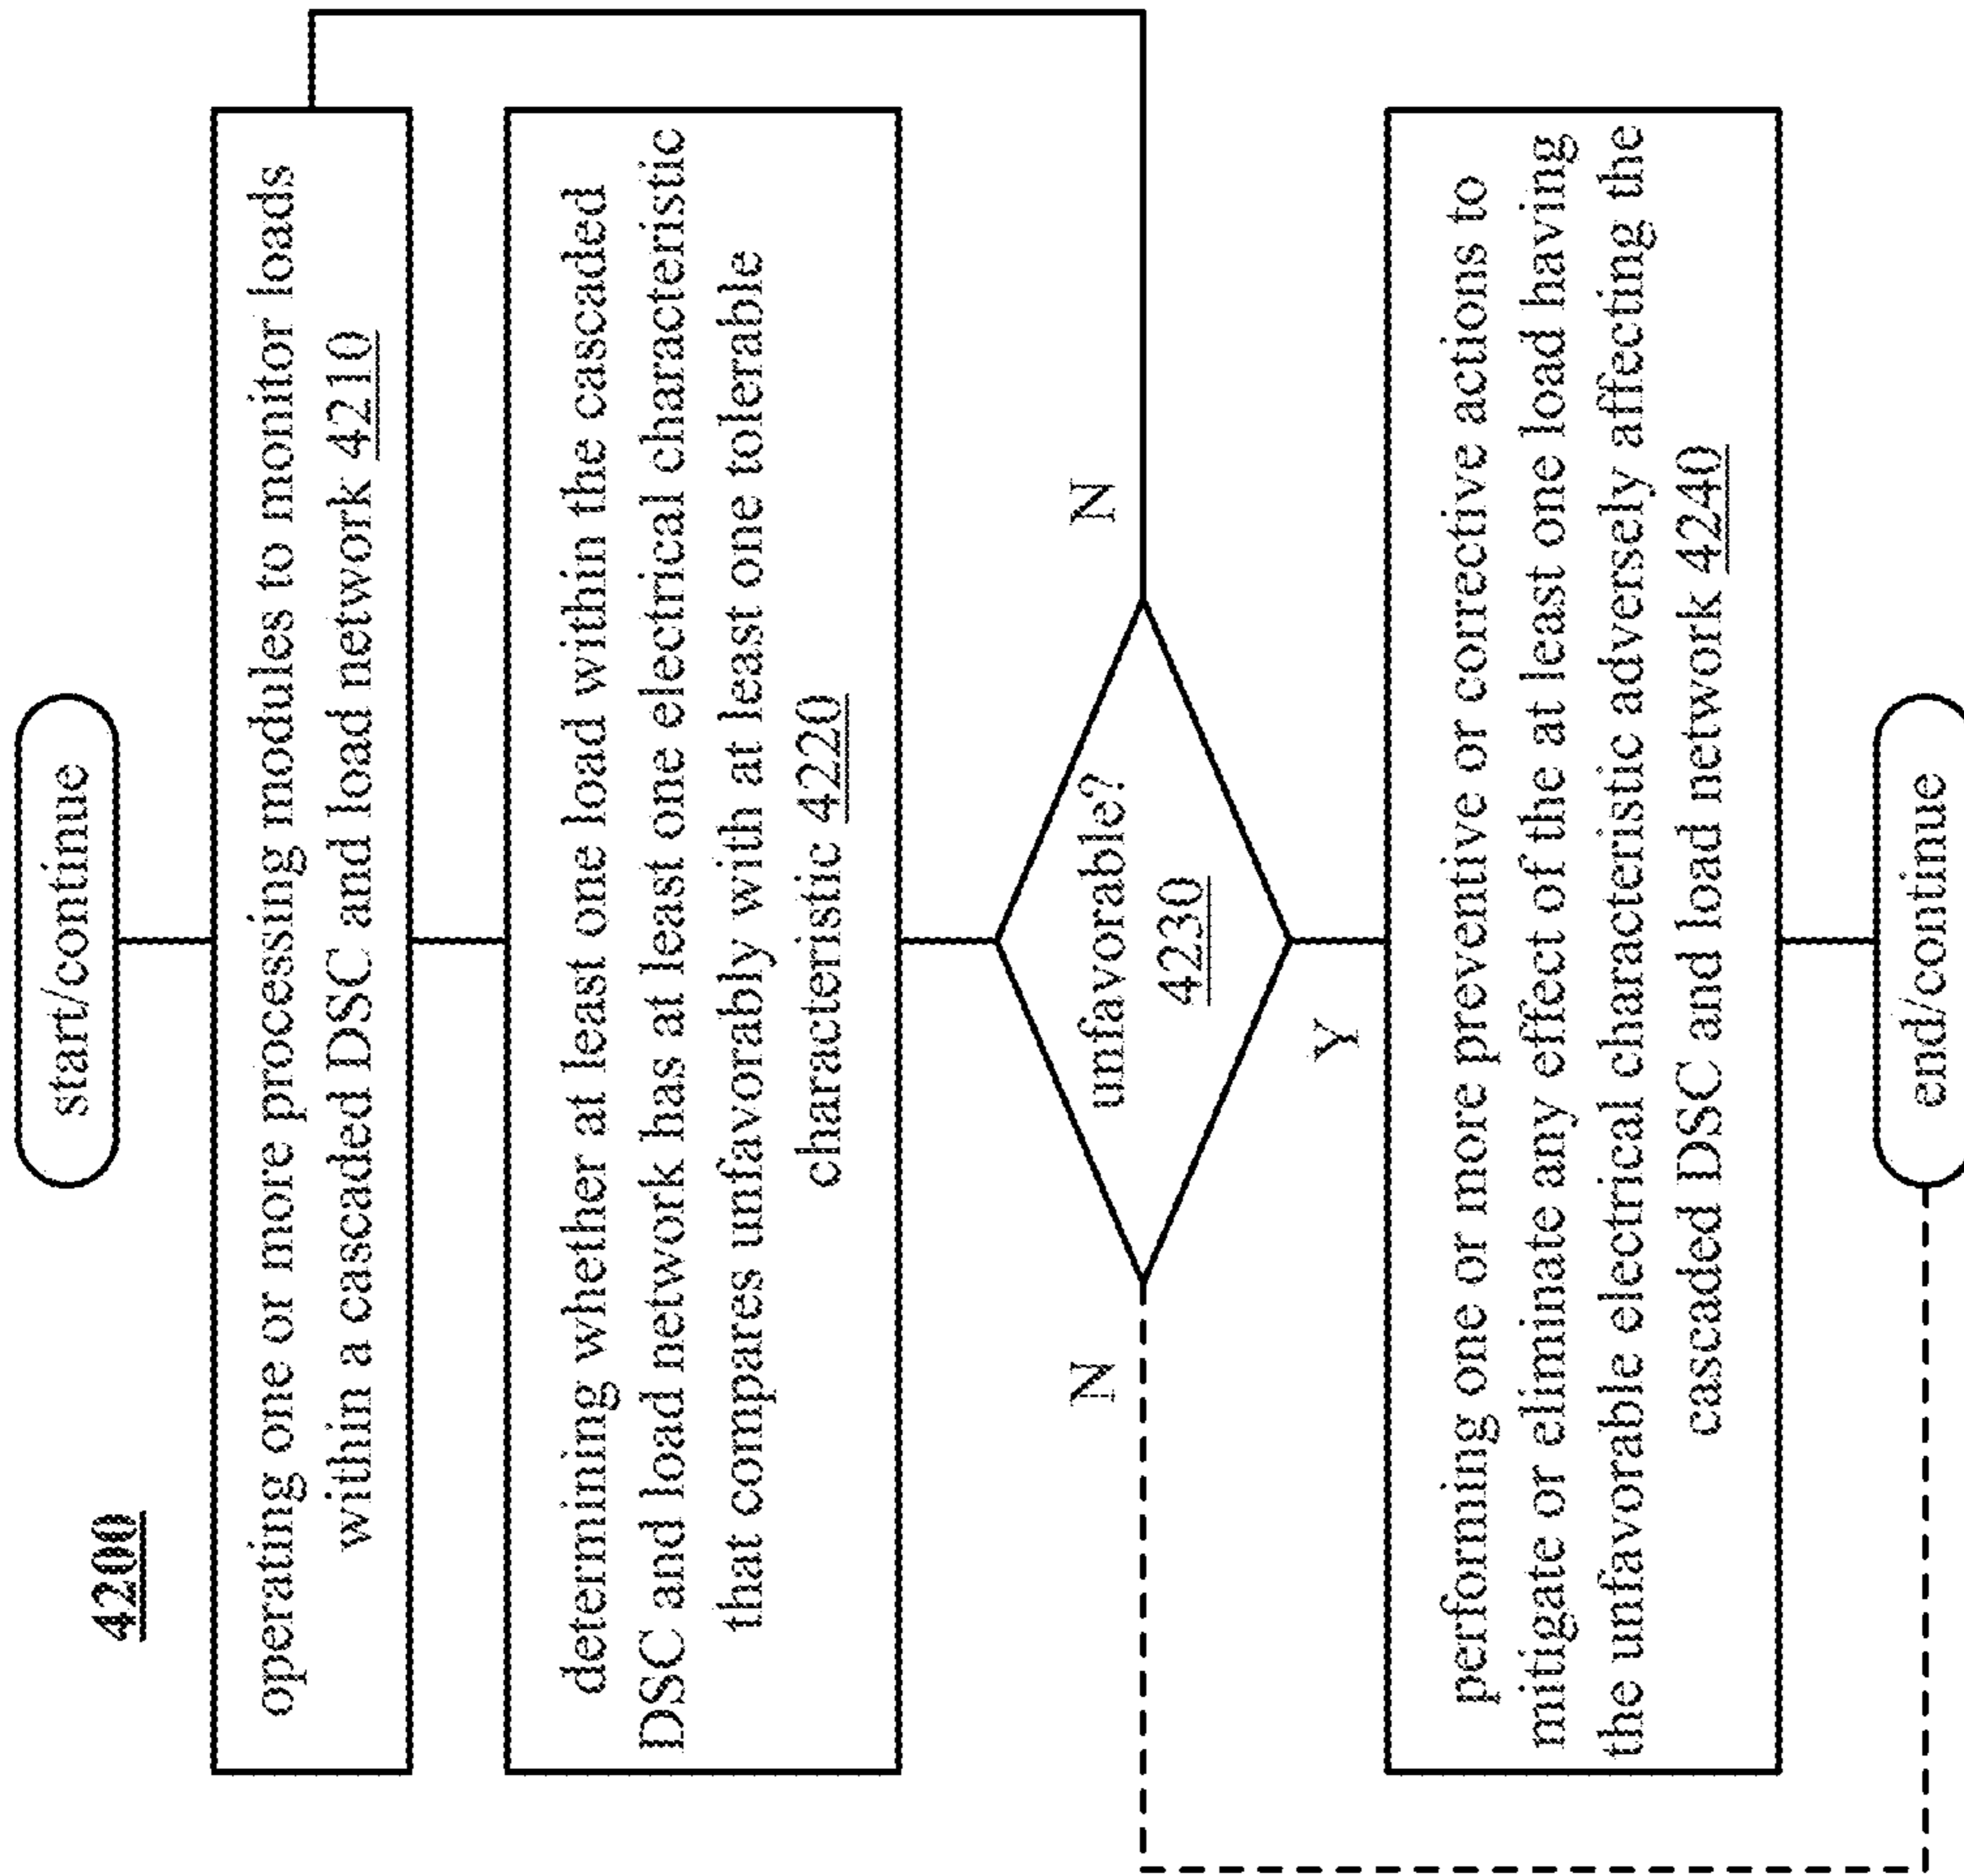 4200
start/continue
operating one or more processing modules to monitor loads
within a cascaded DSC and load network 4210
determining whether at least one load within the cascaded
DSC and load network has at least one electrical characteristic
that compares unfavorably with at least one tolerable
characteristic 4220
unfavorable?
4230
N
N
Y
performing one or more preventive or corrective actions to
mitigate or eliminate any effect of the at least one load having
the unfavorable electrical characteristic adversely affecting the
cascaded DSC and load network 4240
end/continue